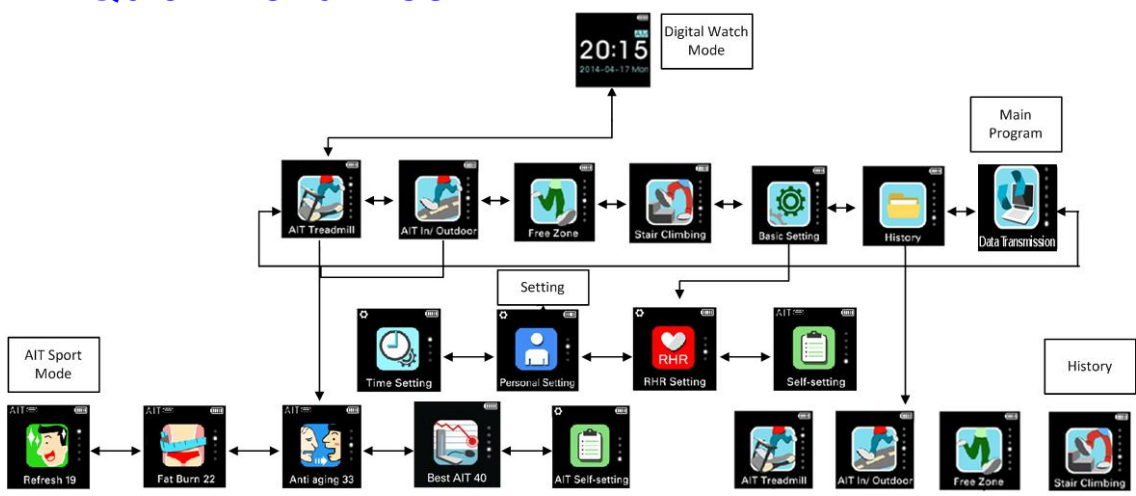 Digital Watch
Mode
AM
20:15
2014-04-17 Mon
Main
Program
AIT Treadmill
AIT In/ Outdoor
Free Zone
Stair Climbing
Basic Setting
History
Data Transmission
Setting
Time Setting
Personal Setting
RHR
RHR Setting
AIT
Self-setting
AIT Sport
Mode
History
AIT
Refresh 19
AIT
Fat Burn 22
AIT
Anti aging 33
Best AIT 40
AIT Self-setting
AIT Treadmill
AIT In/ Outdoor
Free Zone
Stair Climbing